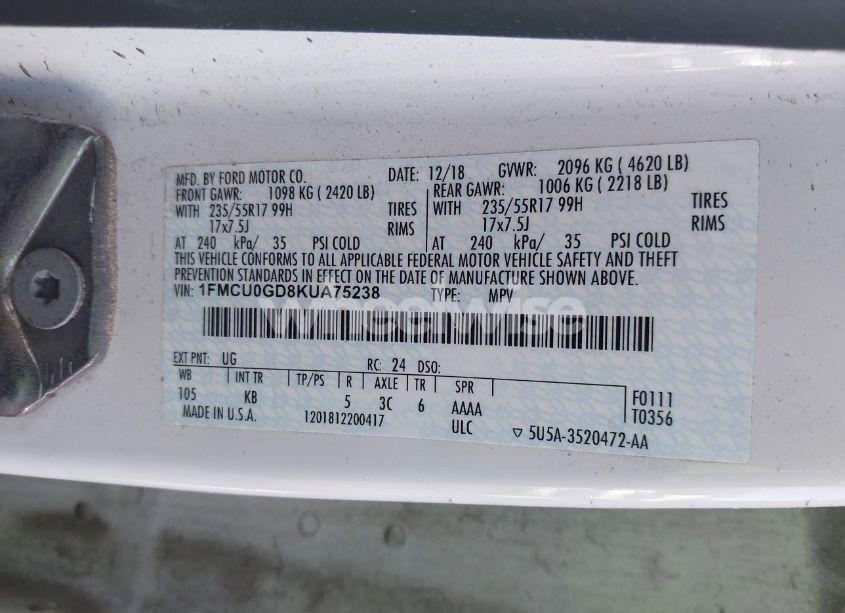 MFD. BY FORD MOTOR CO. DATE: 12/18 GVWR: 2096 KG ( 4620 LB)
FRONT GAWR: 1098 KG ( 2420 LB) REAR GAWR: 1006 KG ( 2218 LB)
WITH 235/55R17 99H TIRES WITH 235/55R17 99H TIRES
17x7.5J RIMS 17x7.5J RIMS
AT 240 kPa/ 35 PSI COLD AT 240 kPa/ 35 PSI COLD
THIS VEHICLE CONFORMS TO ALL APPLICABLE FEDERAL MOTOR VEHICLE SAFETY AND THEFT
PREVENTION STANDARDS IN EFFECT ON THE DATE OF MANUFACTURE SHOWN ABOVE.
VIN: 1FMCU0GD8KUA75238 TYPE: MPV
wheelwise
EXT PNT: UG RC: 24 DSO:
WB INT TR TP/PS R AXLE TR SPR
105 KB 5 3C 6 AAAA F0111
MADE IN U.S.A. 1201812200417 ULC T0356
▽ 5U5A-3520472-AA